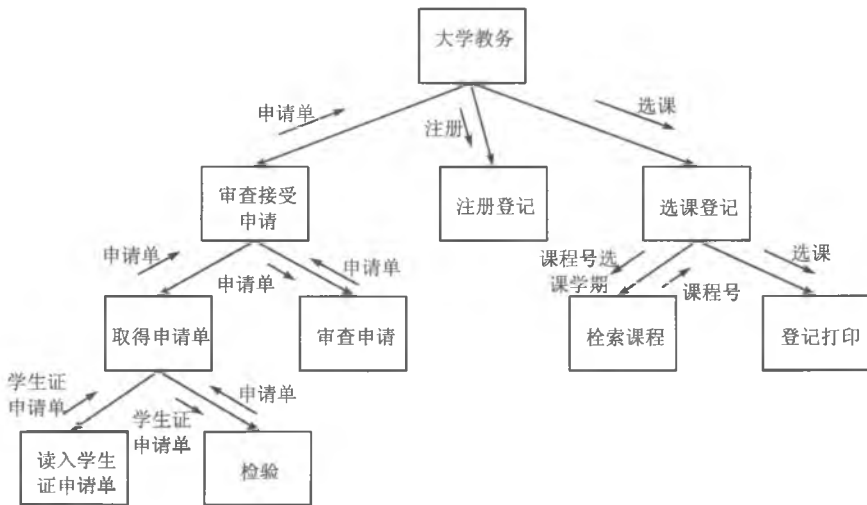 大学教务
申请单
注册
选课
审查接受
申请
注册登记
选课登记
申请单
申请单
申请单
课程号选
课学期
课程号
选课
取得申请单
审查申请
检索课程
登记打印
学生证
申请单
学生证
申请单
申请单
读入学生
证申请单
检验